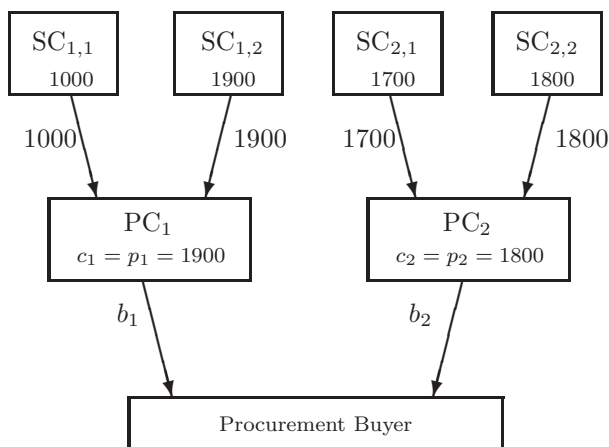 SC₁,₁
1000
SC₁,₂
1900
SC₂,₁
1700
SC₂,₂
1800
1000
1900
1700
1800
PC₁
c₁ = p₁ = 1900
PC₂
c₂ = p₂ = 1800
b₁
b₂
Procurement Buyer